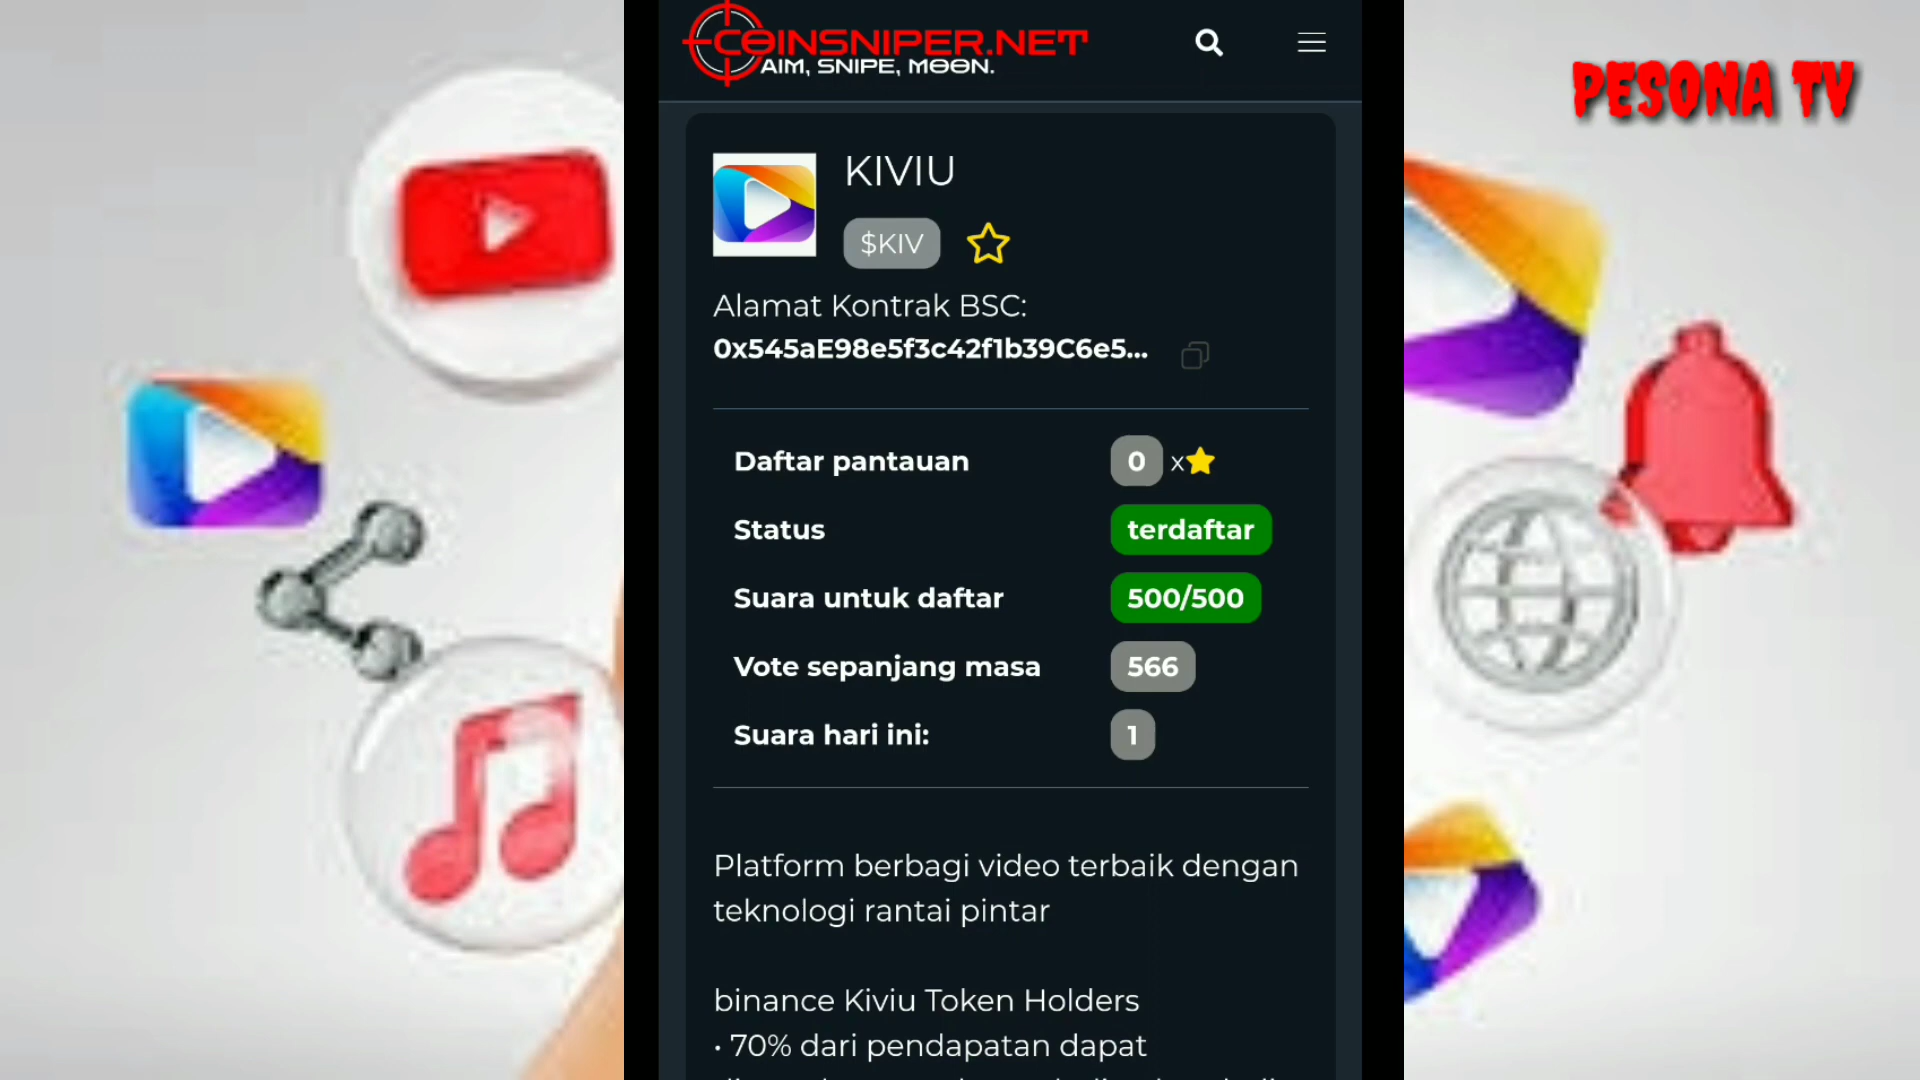 COINSNIPER.NET
AIM, SNIPE, MOON.
PESONA TV
KIVIU
$KIV
Alamat Kontrak BSC:
0x545aE98e5f3c42f1b39C6e5...
Daftar pantauan 0 x
Status terdaftar
Suara untuk daftar 500/500
Vote sepanjang masa 566
Suara hari ini: 1
Platform berbagi video terbaik dengan
teknologi rantai pintar
binance Kiviu Token Holders
• 70% dari pendapatan dapat